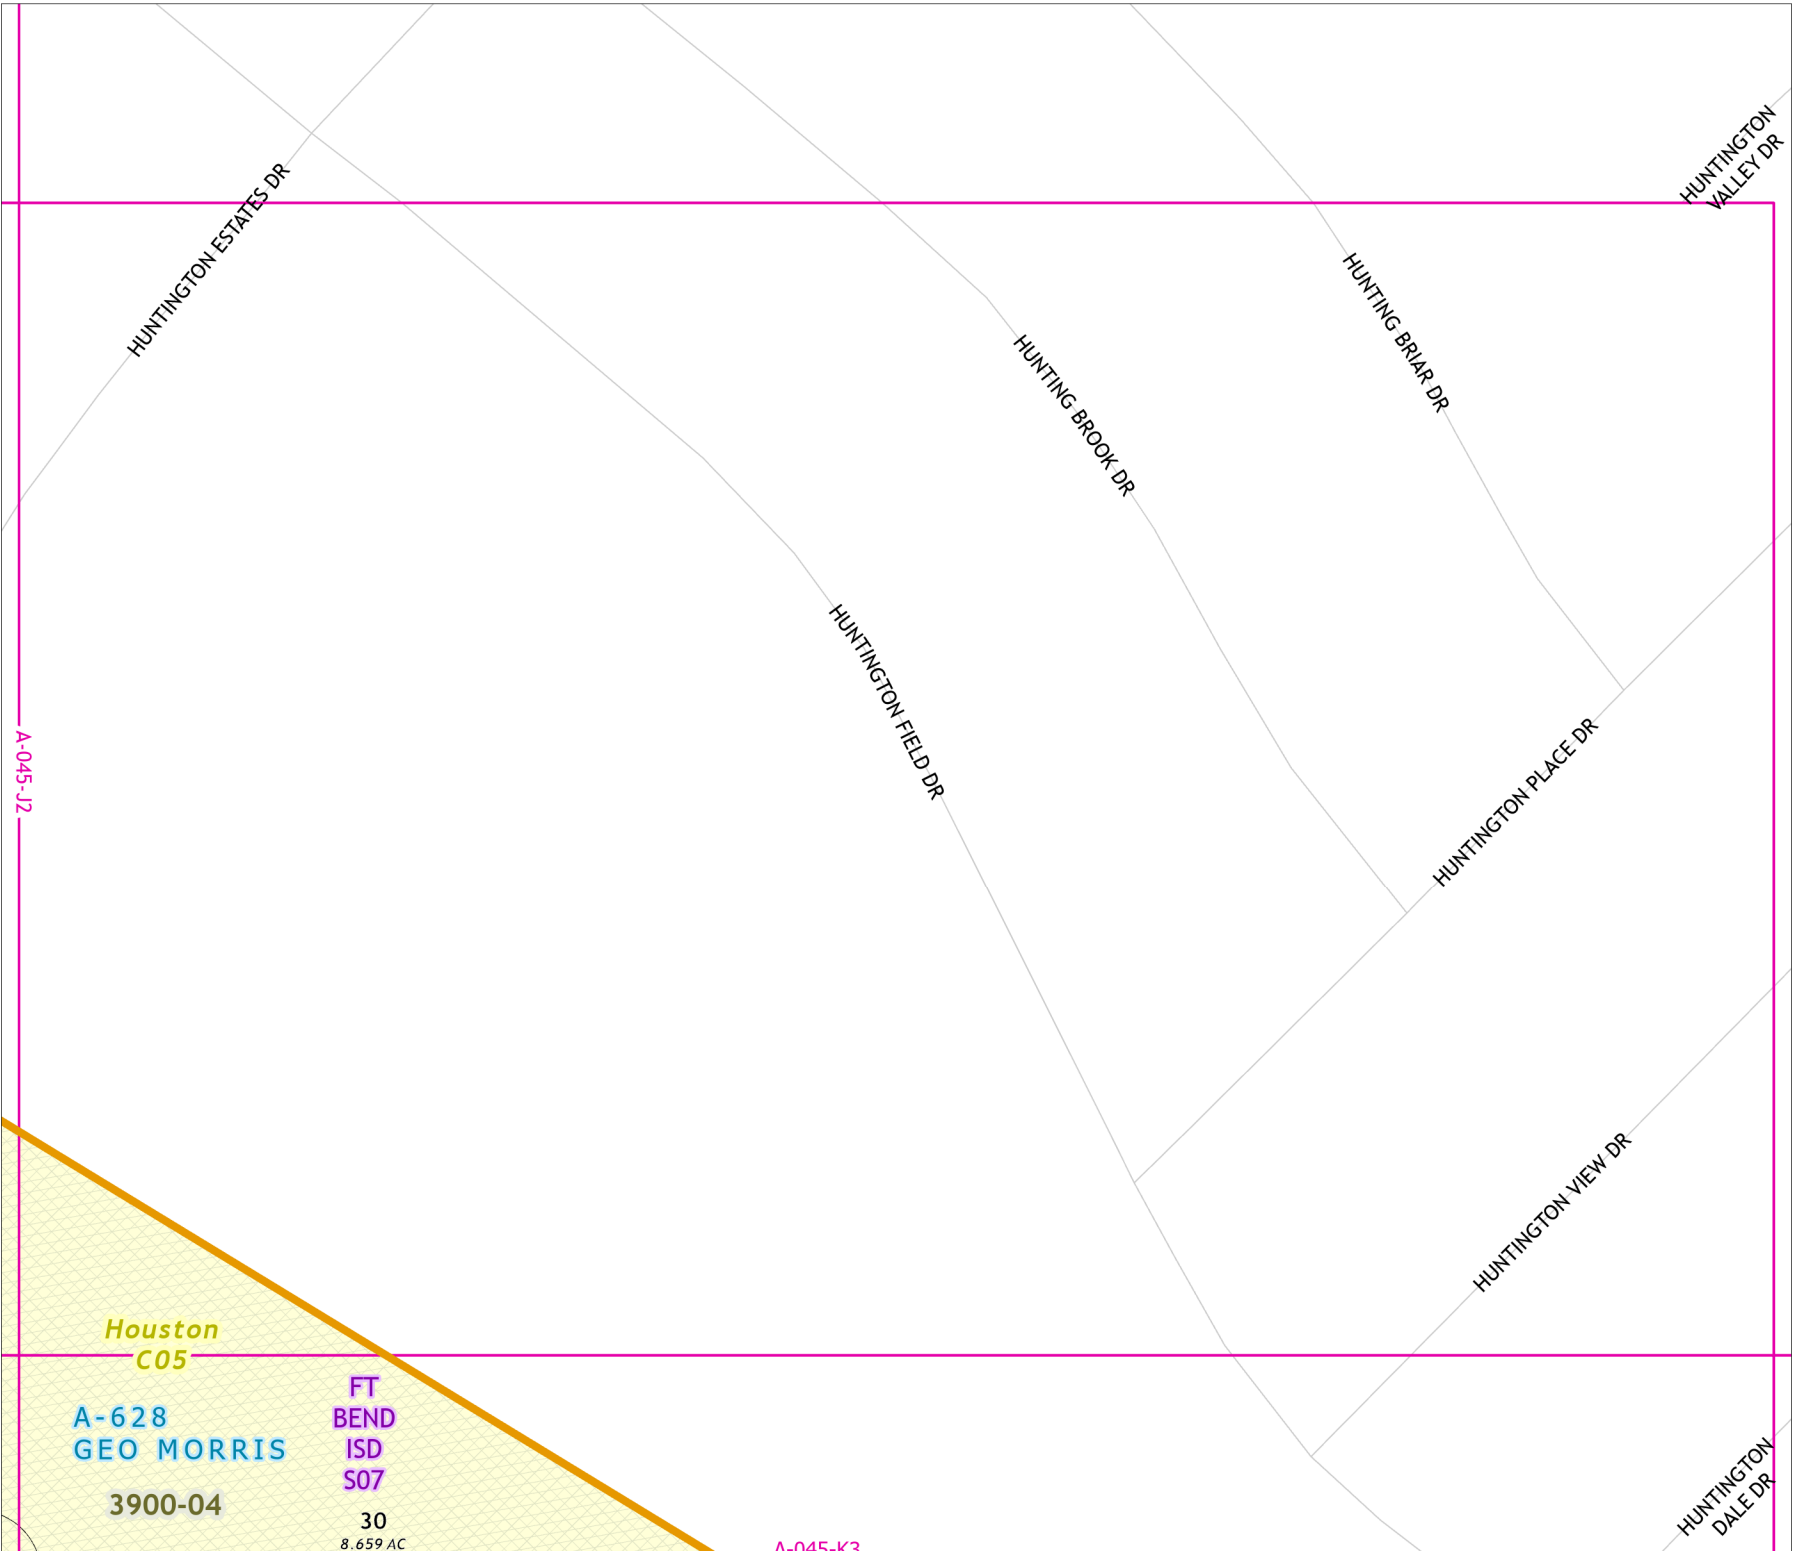 HUNTINGTON
VALLEY DR
HUNTINGTON ESTATES DR
HUNTING BRIAR DR
HUNTING BROOK DR
HUNTINGTON FIELD DR
A-045-J2
HUNTINGTON PLACE DR
HUNTINGTON VIEW DR
Houston
C05
FT
BEND
ISD
S07
A-628
GEO MORRIS
3900-04
30
8.659 AC
HUNTINGTON
DALE DR
A-045-K3